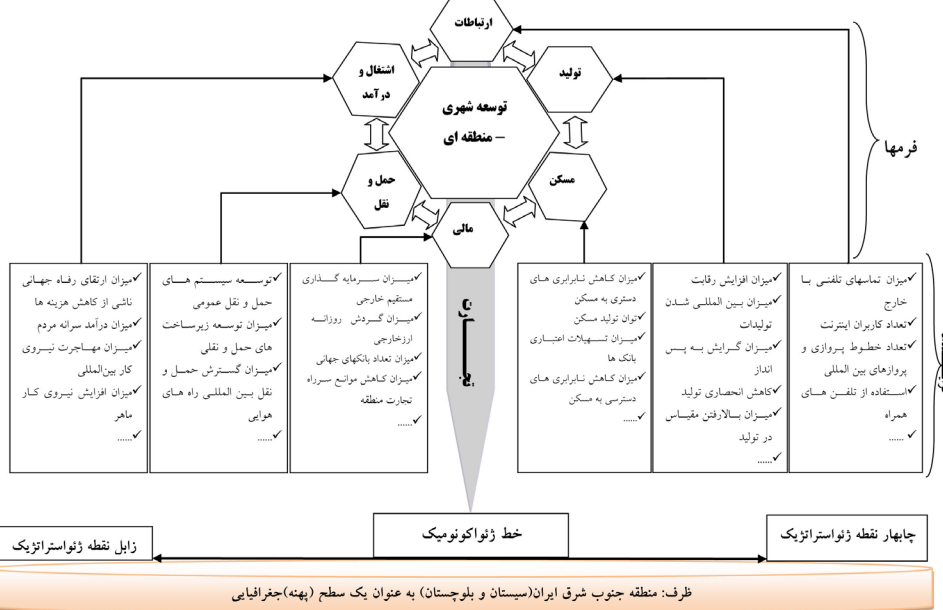 ارتباطات
اشتغال و
درآمد
تولید
توسعه شهری
– منطقه ای
فرمها
حمل و
نقل
مسکن
مالی
میزان تماسهای تلفنی با
خارج
تعداد کاربران اینترنت
تعداد خطوط پروازی و
پروازهای بین المللی
استفاده از تلفن های
همراه
......
میزان افزایش رقابت
میزان بین المللی شدن
تولیدات
میزان گرایش به پس
انداز
کاهش انحصاری تولید
میزان بالارفتن مقیاس
در تولید
......
میزان کاهش نابرابری های
دستری به مسکن
توان تولید مسکن
میزان تسهیلات اعتباری
بانک ها
میزان کاهش نابرابری های
دسترسی به مسکن
......
تجارت
میزان سرمایه گذاری
مستقیم خارجی
میزان گردش روزانه
ارزخارجی
میزان تعداد بانکهای جهانی
میزان کاهش موانع سرراه
تجارت منطقه
......
توسعه سیستم های
حمل و نقل عمومی
میزان توسعه زیرساخت
های حمل و نقلی
میزان گسترش حمل و
نقل بین المللی راه های
هوایی
......
میزان ارتقای رفاه جهانی
ناشی از کاهش هزینه ها
میزان درآمد سرانه مردم
میزان مهاجرت نیروی
کار بین‌المللی
میزان افزایش نیروی کار
ماهر
......
چابهار نقطه ژئواستراتژیک
خط ژئواکونومیک
زابل نقطه ژئواستراتژیک
ظرف: منطقه جنوب شرق ایران(سیستان و بلوچستان) به عنوان یک سطح (پهنه)جغرافیایی